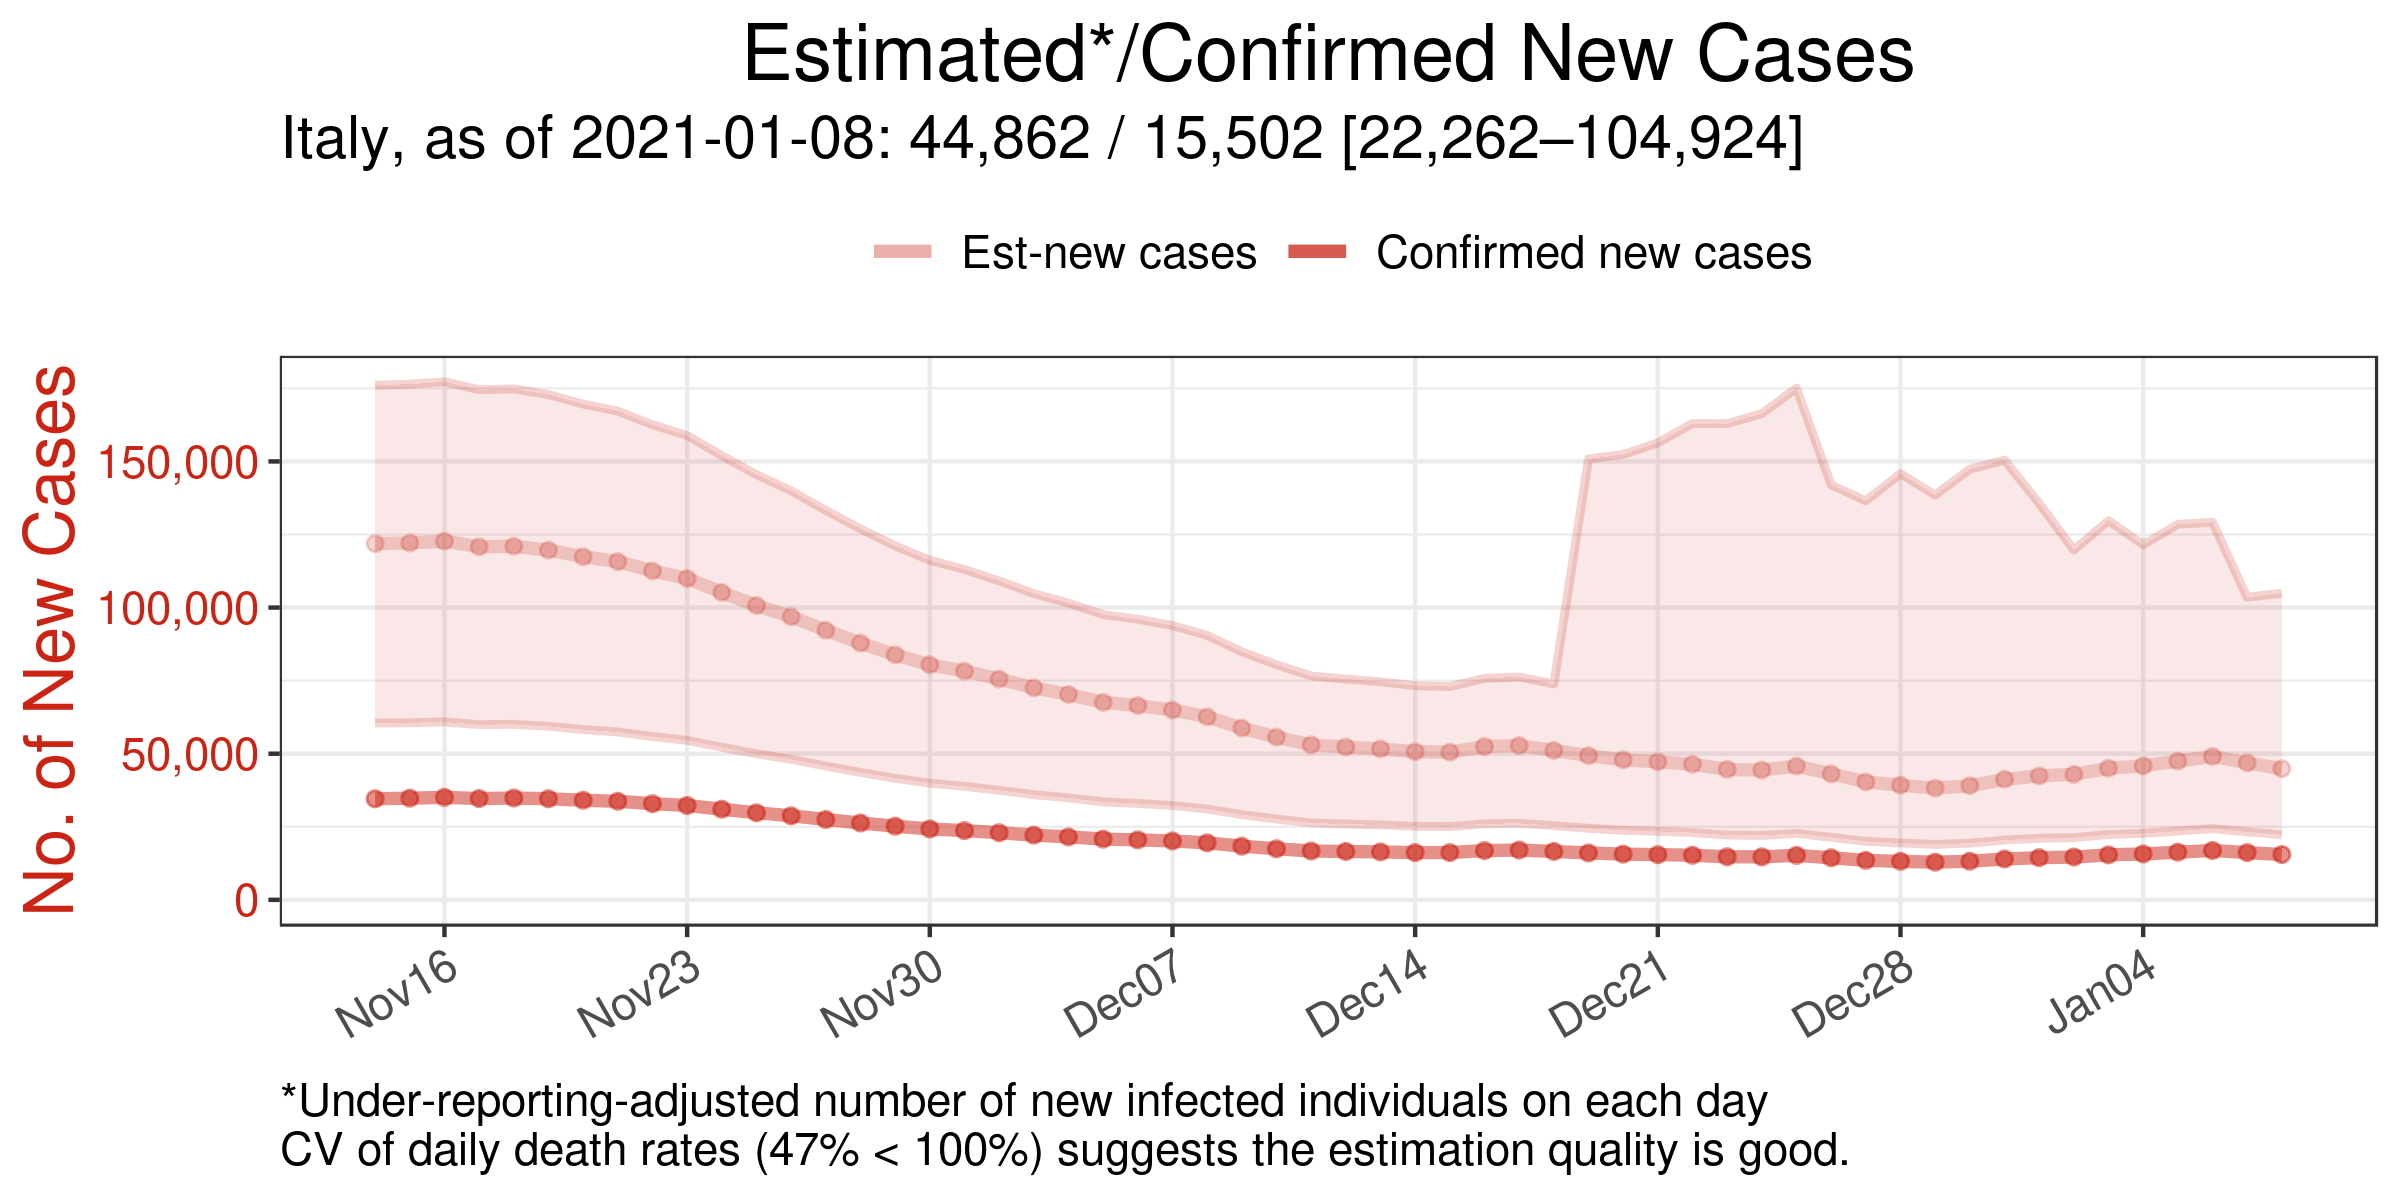 Estimated*/Confirmed New Cases
Italy, as of 2021-01-08: 44,862 / 15,502 [22,262–104,924]
Est-new cases
Confirmed new cases
No. of New Cases
150,000
100,000
50,000
0
Nov16
Nov23
Nov30
Dec07
Dec14
Dec21
Dec28
Jan04
*Under-reporting-adjusted number of new infected individuals on each day
CV of daily death rates (47% < 100%) suggests the estimation quality is good.